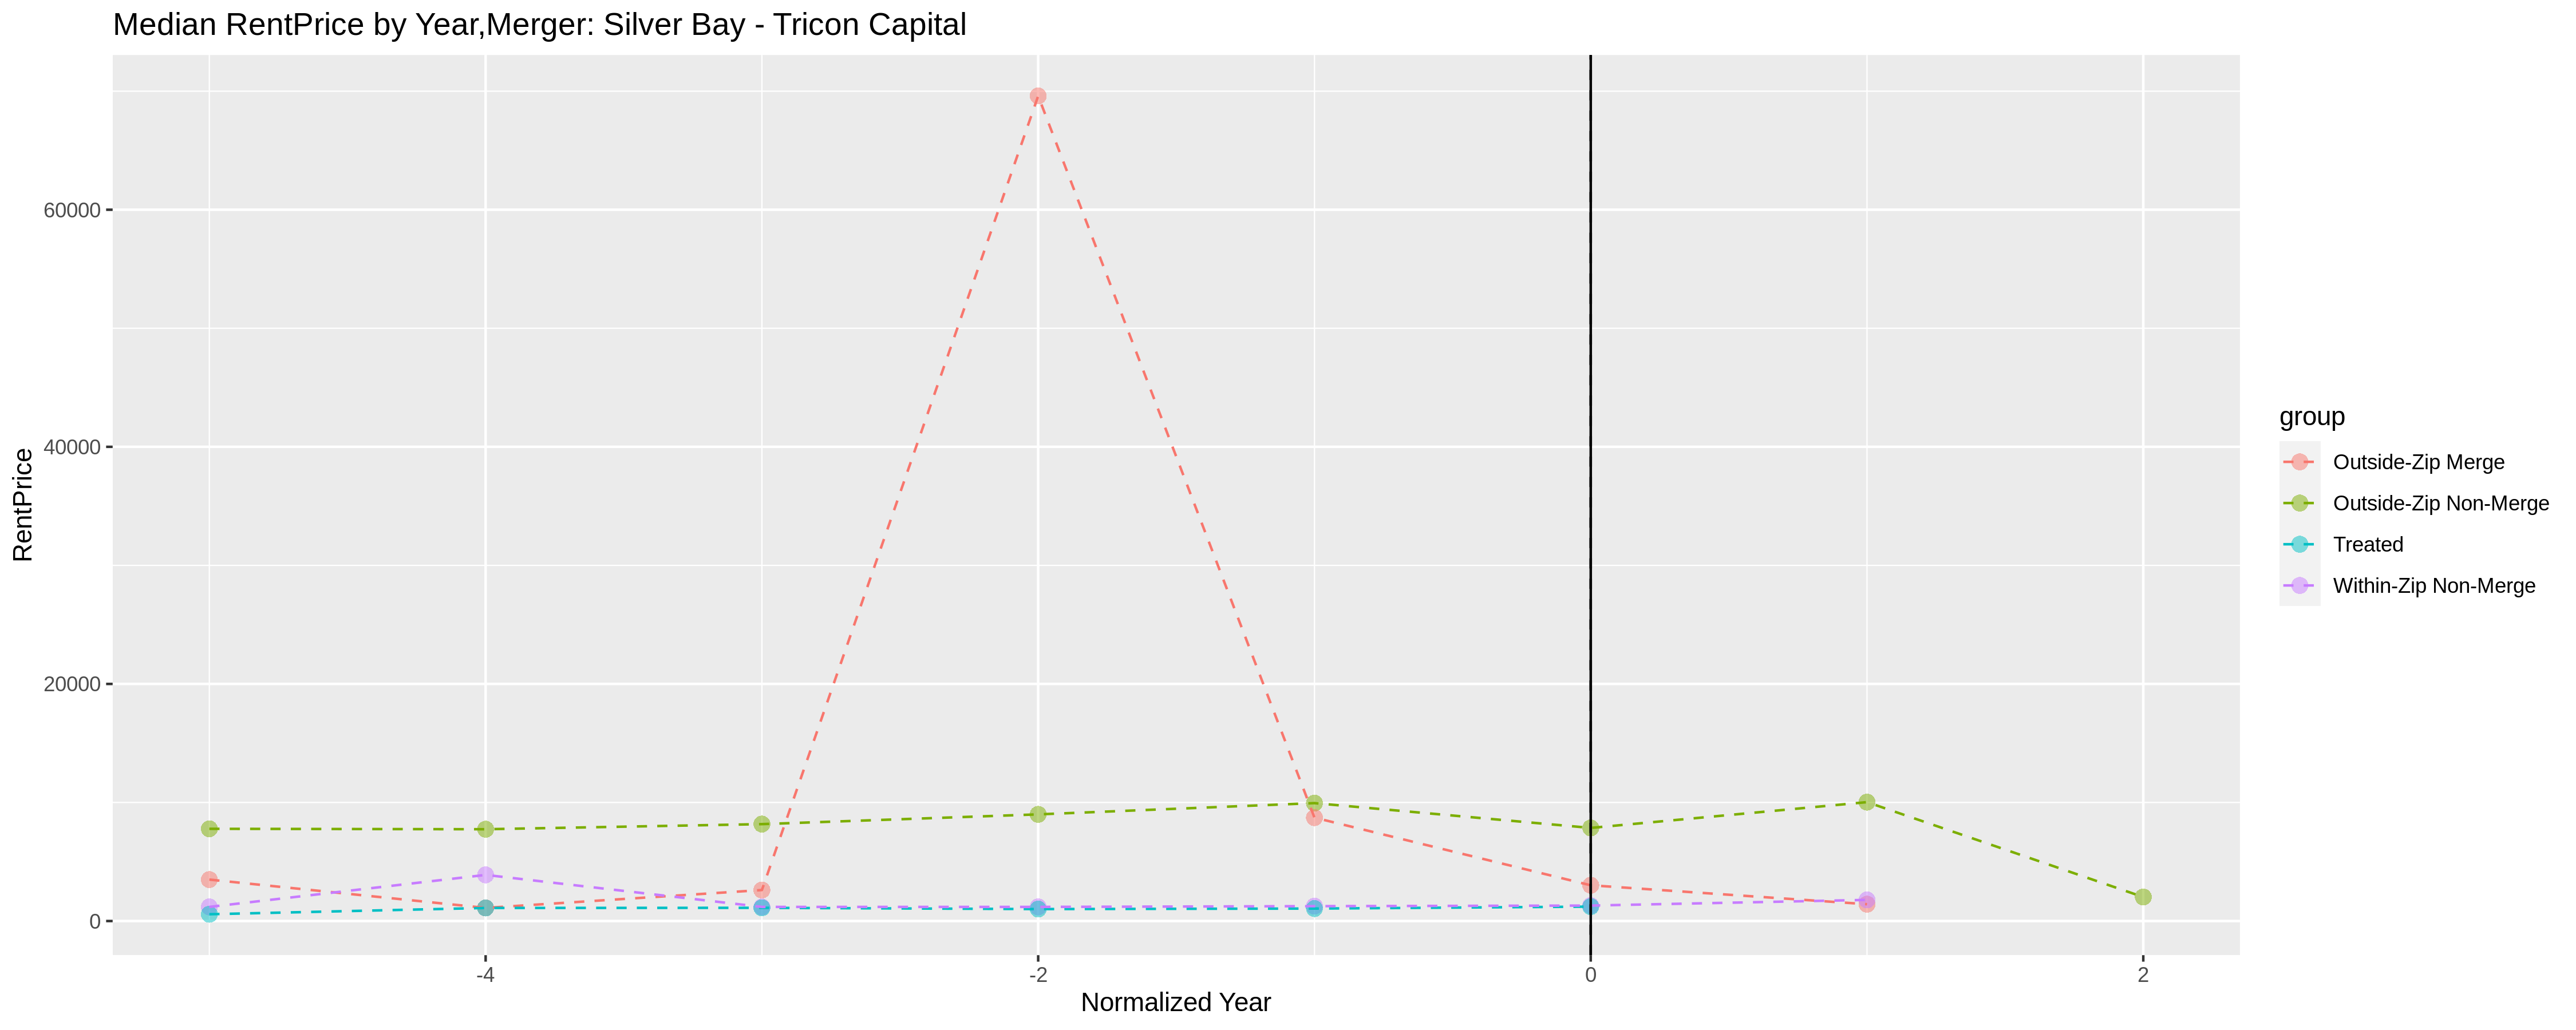 Median RentPrice by Year,Merger: Silver Bay - Tricon Capital
RentPrice
60000
40000
20000
0
-4
-2
0
2
Normalized Year
group
Outside-Zip Merge
Outside-Zip Non-Merge
Treated
Within-Zip Non-Merge